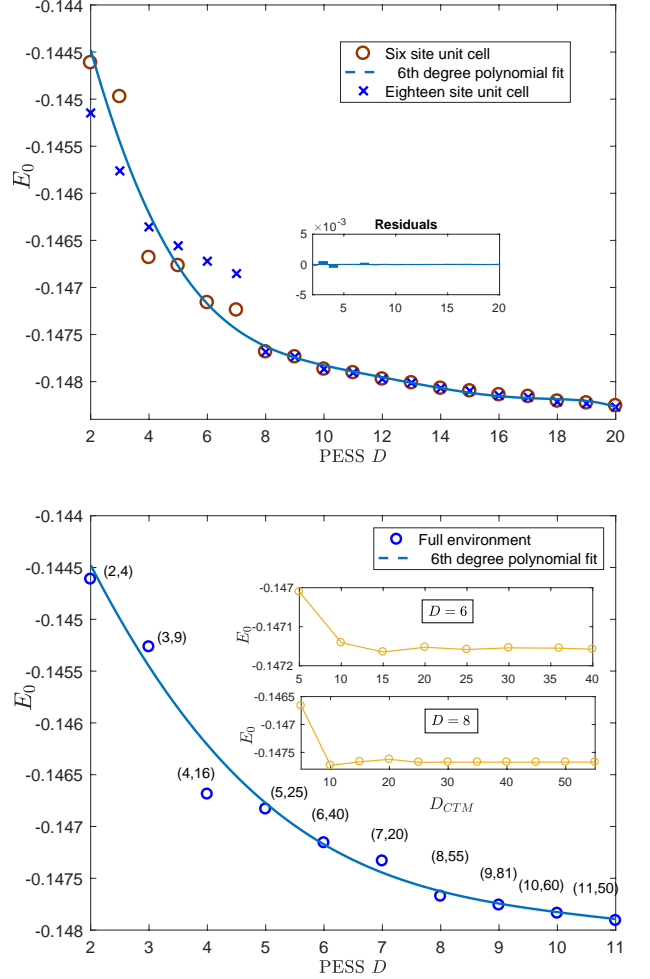 -0.144
-0.1445
-0.145
-0.1455
-0.146
-0.1465
-0.147
-0.1475
-0.148
E0
Six site unit cell
6th degree polynomial fit
Eighteen site unit cell
Residuals
×10-3
5
0
-5
5 10 15 20
2 4 6 8 10 12 14 16 18 20
PESS D
-0.144
-0.1445
-0.145
-0.1455
-0.146
-0.1465
-0.147
-0.1475
-0.148
E0
Full environment
6th degree polynomial fit
(2,4)
(3,9)
(4,16)
(5,25)
(6,40)
(7,20)
(8,55)
(9,81)
(10,60)
(11,50)
-0.147
-0.1471
-0.1472
E0
D = 6
5 10 15 20 25 30 35 40
-0.1465
-0.147
-0.1475
E0
D = 8
10 20 30 40 50
DCTM
2 3 4 5 6 7 8 9 10 11
PESS D